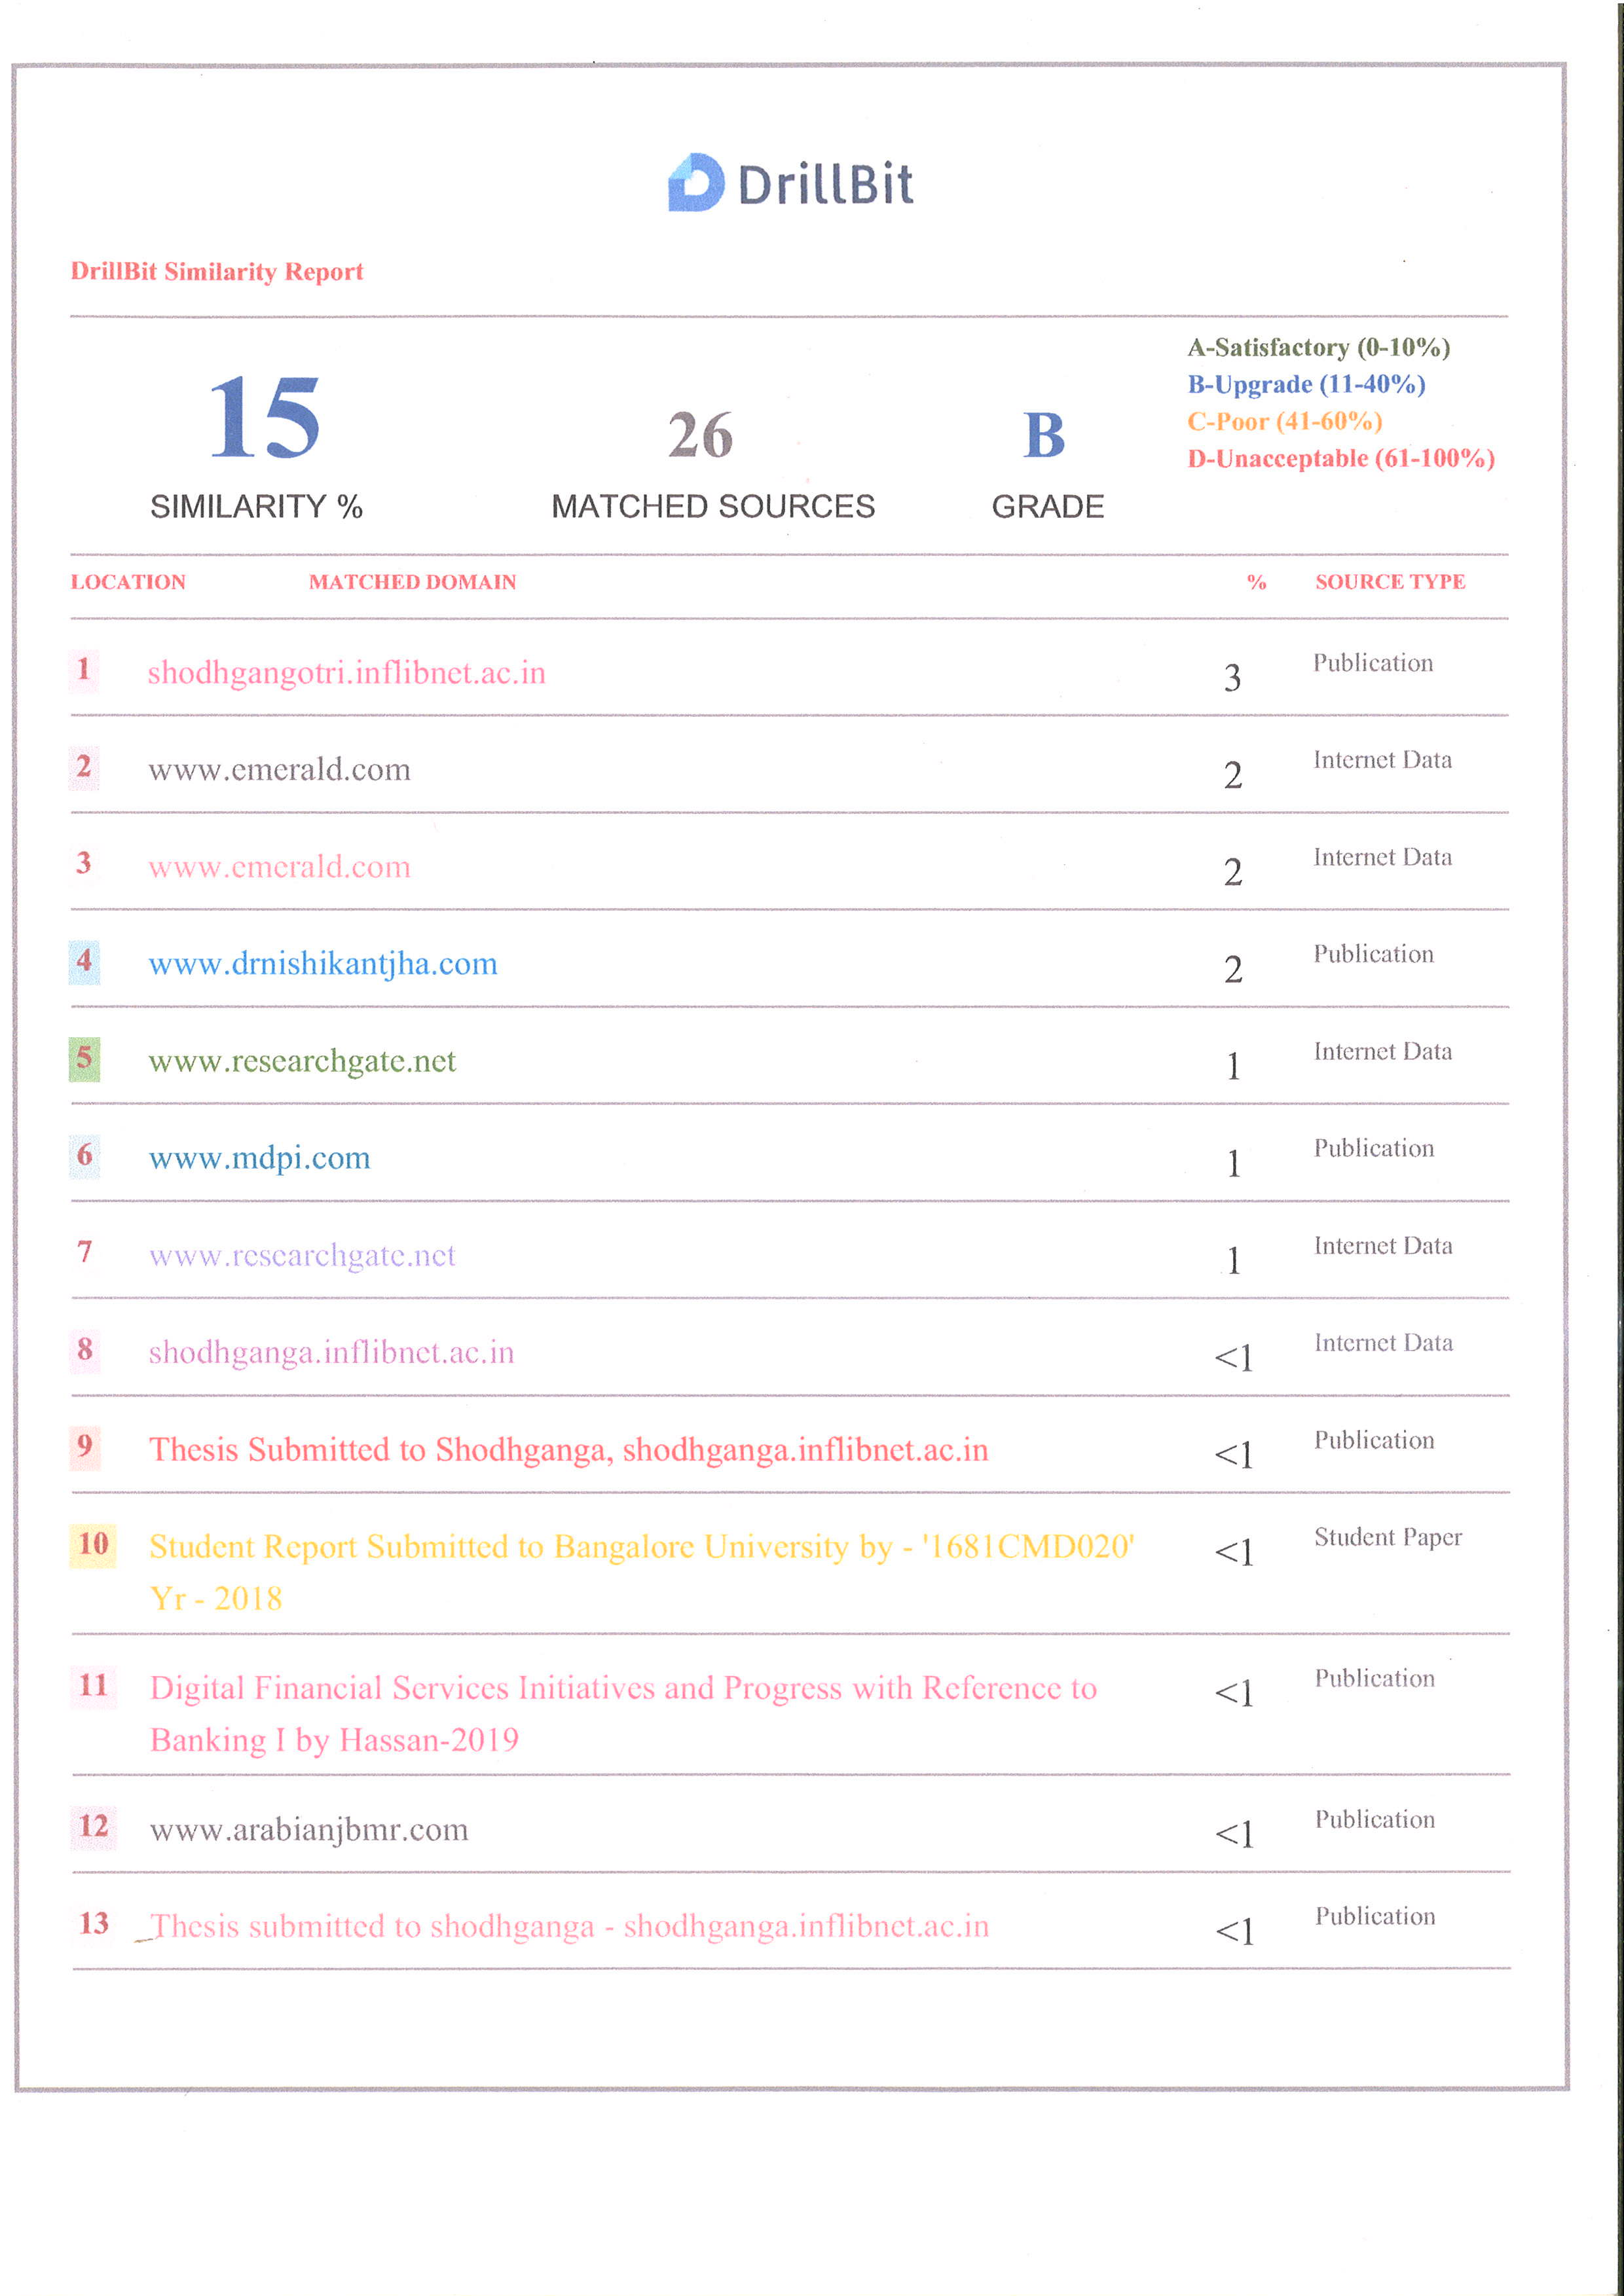 DrillBit
DrillBit Similarity Report
A-Satisfactory (0-10%)
B-Upgrade (11-40%)
C-Poor (41-60%)
D-Unacceptable (61-100%)
15 26 B
SIMILARITY % MATCHED SOURCES GRADE
LOCATION MATCHED DOMAIN % SOURCE TYPE
1 shodhgangotri.inflibnet.ac.in 3 Publication
2 www.emerald.com 2 Internet Data
3 www.emerald.com 2 Internet Data
4 www.drnishikantjha.com 2 Publication
5 www.researchgate.net 1 Internet Data
6 www.mdpi.com 1 Publication
7 www.researchgate.net 1 Internet Data
8 shodhganga.inflibnet.ac.in <1 Internet Data
9 Thesis Submitted to Shodhganga, shodhganga.inflibnet.ac.in <1 Publication
10 Student Report Submitted to Bangalore University by - '1681CMD020' <1 Student Paper
Yr - 2018
11 Digital Financial Services Initiatives and Progress with Reference to <1 Publication
Banking I by Hassan-2019
12 www.arabianjbmr.com <1 Publication
13 Thesis submitted to shodhganga - shodhganga.inflibnet.ac.in <1 Publication